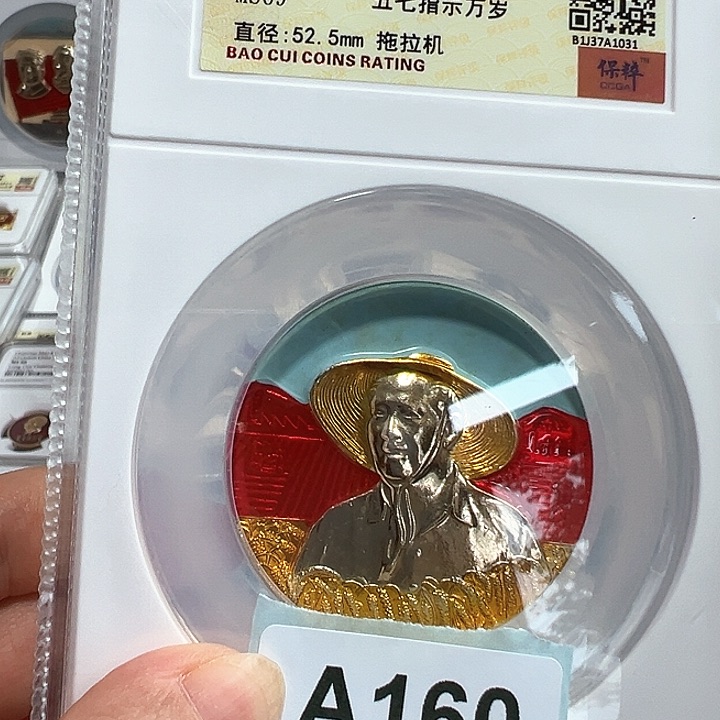 五七指示万岁
直径:52.5mm 拖拉机
BAO CUI COINS RATING
B1J37A1031
保粹
A160